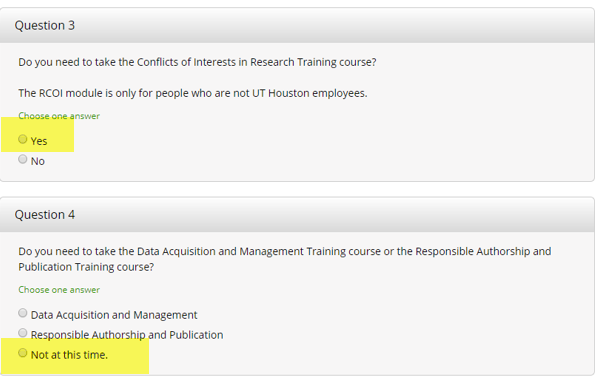 Question 3
Do you need to take the Conflicts of Interests in Research Training course?
The RCOI module is only for people who are not UT Houston employees.
Choose one answer
Yes
No
Question 4
Do you need to take the Data Acquisition and Management Training course or the Responsible Authorship and
Publication Training course?
Choose one answer
Data Acquisition and Management
Responsible Authorship and Publication
Not at this time.